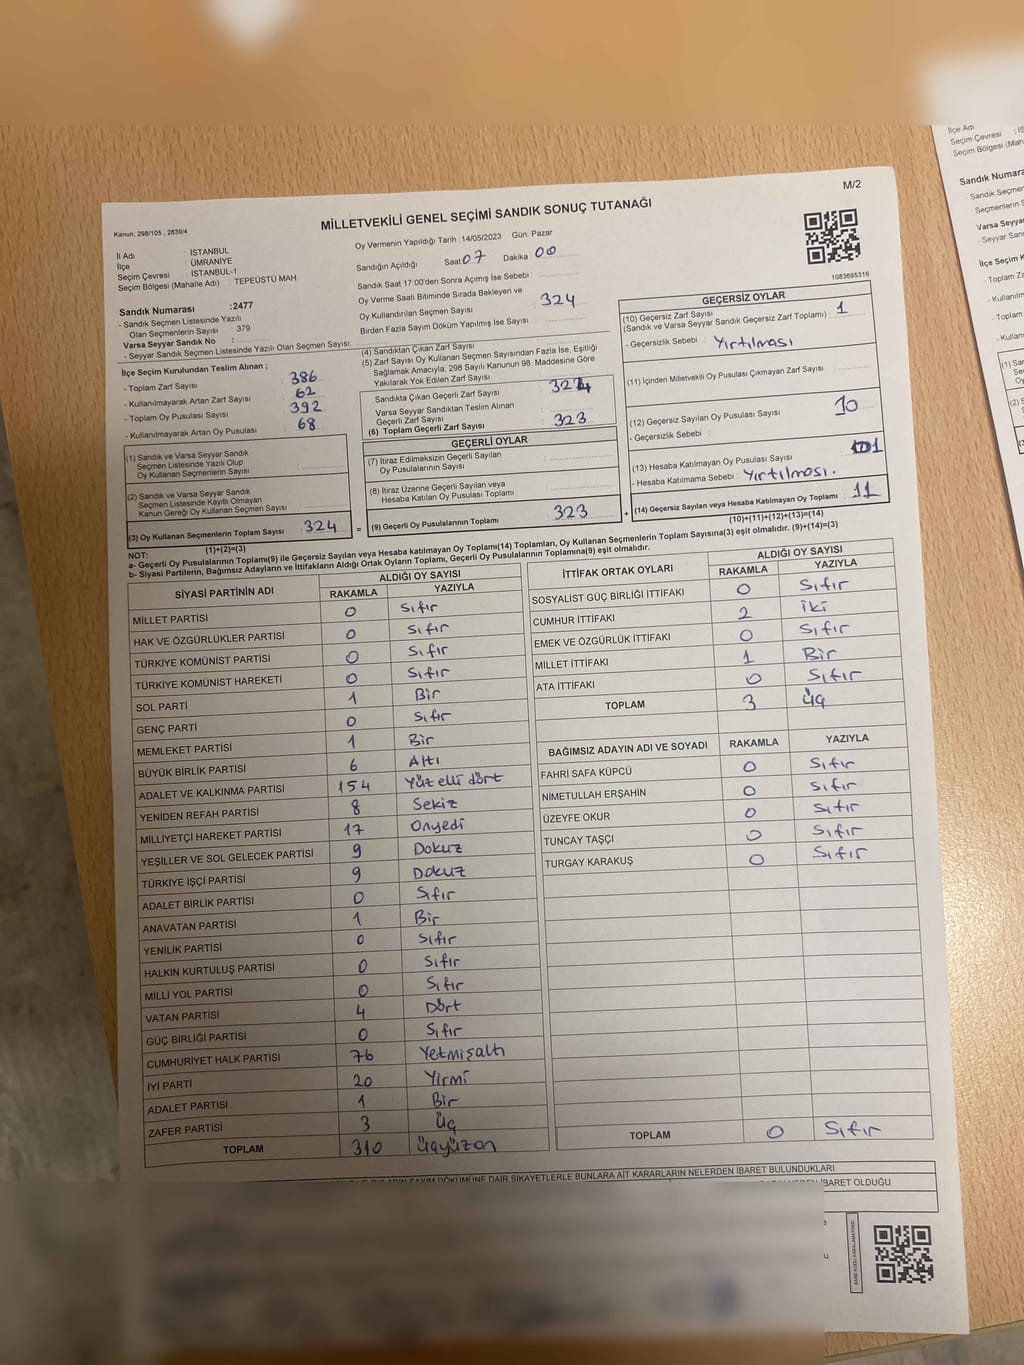 M/2
MİLLETVEKİLİ GENEL SEÇİMİ SANDIK SONUÇ TUTANAĞI
Kanun: 298/105 , 2839/4
Oy Vermenin Yapıldığı Tarih :14/05/2023 Gün: Pazar
İl Adı : İSTANBUL
İlçe : ÜMRANİYE
Seçim Çevresi : İSTANBUL-1
Seçim Bölgesi (Mahalle Adı) : TEPEÜSTÜ MAH
Sandığın Açıldığı Saat 07 Dakika 00
Sandık Saat 17:00'den Sonra Açımış İse Sebebi :
Oy Verme Saati Bitiminde Sırada Bekleyen ve
Oy Kullandırılan Seçmen Sayısı : 324
Birden Fazla Sayım Döküm Yapılmış İse Sayısı :
1083695316
Sandık Numarası :2477
- Sandık Seçmen Listesinde Yazılı
Olan Seçmenlerin Sayısı : 379
Varsa Seyyar Sandık No :
- Seyyar Sandık Seçmen Listesinde Yazılı Olan Seçmen Sayısı:
İlçe Seçim Kurulundan Teslim Alınan ;
- Toplam Zarf Sayısı : 386
- Kullanılmayarak Artan Zarf Sayısı : 62
- Toplam Oy Pusulası Sayısı : 392
- Kullanılmayarak Artan Oy Pusulası : 68
(1) Sandık ve Varsa Seyyar Sandık
Seçmen Listesinde Yazılı Olup
Oy Kullanan Seçmenlerin Sayısı :
(2) Sandık ve Varsa Seyyar Sandık
Seçmen Listesinde Kayıtlı Olmayan
Kanun Gereği Oy Kullanan Seçmen Sayısı :
(3) Oy Kullanan Seçmenlerin Toplam Sayısı : 324
(1)+(2)=(3)
(4) Sandıktan Çıkan Zarf Sayısı
(5) Zarf Sayısı Oy Kullanan Seçmen Sayısından Fazla İse, Eşitliği
Sağlamak Amacıyla, 298 Sayılı Kanunun 98. Maddesine Göre
Yakılarak Yok Edilen Zarf Sayısı
Sandıkta Çıkan Geçerli Zarf Sayısı : 324
Varsa Seyyar Sandıktan Teslim Alınan
Geçerli Zarf Sayısı
(6) Toplam Geçerli Zarf Sayısı : 323
GEÇERLİ OYLAR
(7) İtiraz Edilmeksizin Geçerli Sayılan
Oy Pusulalarının Sayısı
(8) İtiraz Üzerine Geçerli Sayılan veya
Hesaba Katılan Oy Pusulası Toplamı
= (9) Geçerli Oy Pusulalarının Toplamı : 323
GEÇERSİZ OYLAR
(10) Geçersiz Zarf Sayısı
(Sandık ve Varsa Seyyar Sandık Geçersiz Zarf Toplamı) : 1
- Geçersizlik Sebebi : Yırtılması
(11) İçinden Milletvekili Oy Pusulası Çıkmayan Zarf Sayısı :
(12) Geçersiz Sayılan Oy Pusulası Sayısı : 10
- Geçersizlik Sebebi :
(13) Hesaba Katılmayan Oy Pusulası Sayısı : 1
- Hesaba Katılmama Sebebi : Yırtılması.
+ (14) Geçersiz Sayılan veya Hesaba Katılmayan Oy Toplamı : 11
(10)+(11)+(12)+(13)=(14)
NOT:
a- Geçerli Oy Pusulalarının Toplamı(9) ile Geçersiz Sayılan veya Hesaba katılmayan Oy Toplamı(14) Toplamları, Oy Kullanan Seçmenlerin Toplam Sayısına(3) eşit olmalıdır. (9)+(14)=(3)
b- Siyasi Partilerin, Bağımsız Adayların ve İttifakların Aldığı Ortak Oyların Toplamı, Geçerli Oy Pusulalarının Toplamına(9) eşit olmalıdır.
SİYASİ PARTİNİN ADI ALDIĞI OY SAYISI
RAKAMLA YAZIYLA
MİLLET PARTİSİ 0 Sıfır
HAK VE ÖZGÜRLÜKLER PARTİSİ 0 Sıfır
TÜRKİYE KOMÜNİST PARTİSİ 0 Sıfır
TÜRKİYE KOMÜNİST HAREKETİ 0 Sıfır
SOL PARTİ 1 Bir
GENÇ PARTİ 0 Sıfır
MEMLEKET PARTİSİ 1 Bir
BÜYÜK BİRLİK PARTİSİ 6 Altı
ADALET VE KALKINMA PARTİSİ 154 Yüz elli dört
YENİDEN REFAH PARTİSİ 8 Sekiz
MİLLİYETÇİ HAREKET PARTİSİ 17 Onyedi
YEŞİLLER VE SOL GELECEK PARTİSİ 9 Dokuz
TÜRKİYE İŞÇİ PARTİSİ 9 Dokuz
ADALET BİRLİK PARTİSİ 0 Sıfır
ANAVATAN PARTİSİ 1 Bir
YENİLİK PARTİSİ 0 Sıfır
HALKIN KURTULUŞ PARTİSİ 0 Sıfır
MİLLİ YOL PARTİSİ 0 Sıfır
VATAN PARTİSİ 4 Dört
GÜÇ BİRLİĞİ PARTİSİ 0 Sıfır
CUMHURİYET HALK PARTİSİ 76 Yetmişaltı
İYİ PARTİ 20 Yirmi
ADALET PARTİSİ 1 Bir
ZAFER PARTİSİ 3 Üç
TOPLAM 310 Üçyüzon
İTTİFAK ORTAK OYLARI ALDIĞI OY SAYISI
RAKAMLA YAZIYLA
SOSYALİST GÜÇ BİRLİĞİ İTTİFAKI 0 Sıfır
CUMHUR İTTİFAKI 2 İki
EMEK VE ÖZGÜRLÜK İTTİFAKI 0 Sıfır
MİLLET İTTİFAKI 1 Bir
ATA İTTİFAKI 0 Sıfır
TOPLAM 3 Üç
BAĞIMSIZ ADAYIN ADI VE SOYADI RAKAMLA YAZIYLA
FAHRİ SAFA KÜPCÜ 0 Sıfır
NİMETULLAH ERŞAHİN 0 Sıfır
ÜZEYFE OKUR 0 Sıfır
TUNCAY TAŞÇI 0 Sıfır
TURGAY KARAKUŞ 0 Sıfır
TOPLAM 0 Sıfır
SAYIM DÖKÜMÜNE DAİR ŞİKAYETLERLE BUNLARA AİT KARARLARIN NELERDEN İBARET BULUNDUKLARI
İBARET OLDUĞU
İlçe Adı
Seçim Çevresi
Seçim Bölgesi (Mah
Sandık Numara
- Sandık Seçmen
Seçmenlerin S
Varsa Seyya
- Seyyar San
İlçe Seçim K
- Toplam Za
- Kullanılm
- Toplam
- Kullan